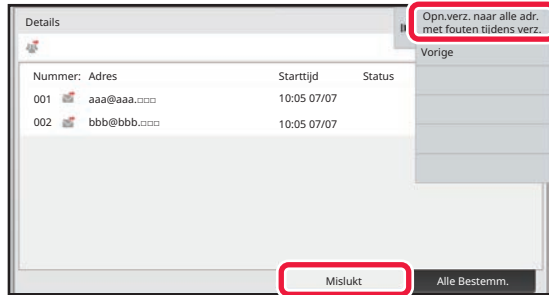 Details
Opn.verz. naar alle adr.
met fouten tijdens verz.
Vorige
Nummer: Adres Starttijd Status
001 aaa@aaa.□□□ 10:05 07/07
002 bbb@bbb.□□□ 10:05 07/07
Mislukt Alle Bestemm.